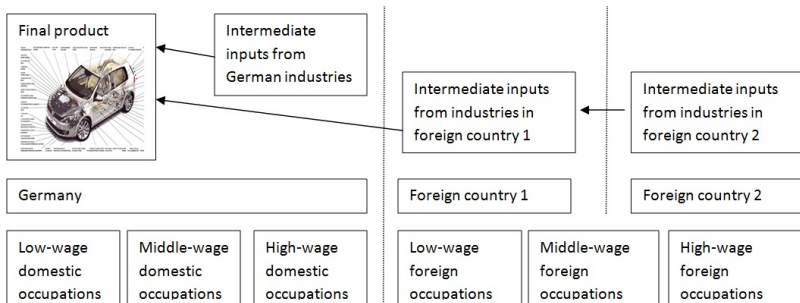 Final product
Intermediate
inputs from
German industries
Intermediate inputs
from industries in
foreign country 1
Intermediate inputs
from industries in
foreign country 2
Germany
Foreign country 1
Foreign country 2
Low-wage
domestic
occupations
Middle-wage
domestic
occupations
High-wage
domestic
occupations
Low-wage
foreign
occupations
Middle-wage
foreign
occupations
High-wage
foreign
occupations